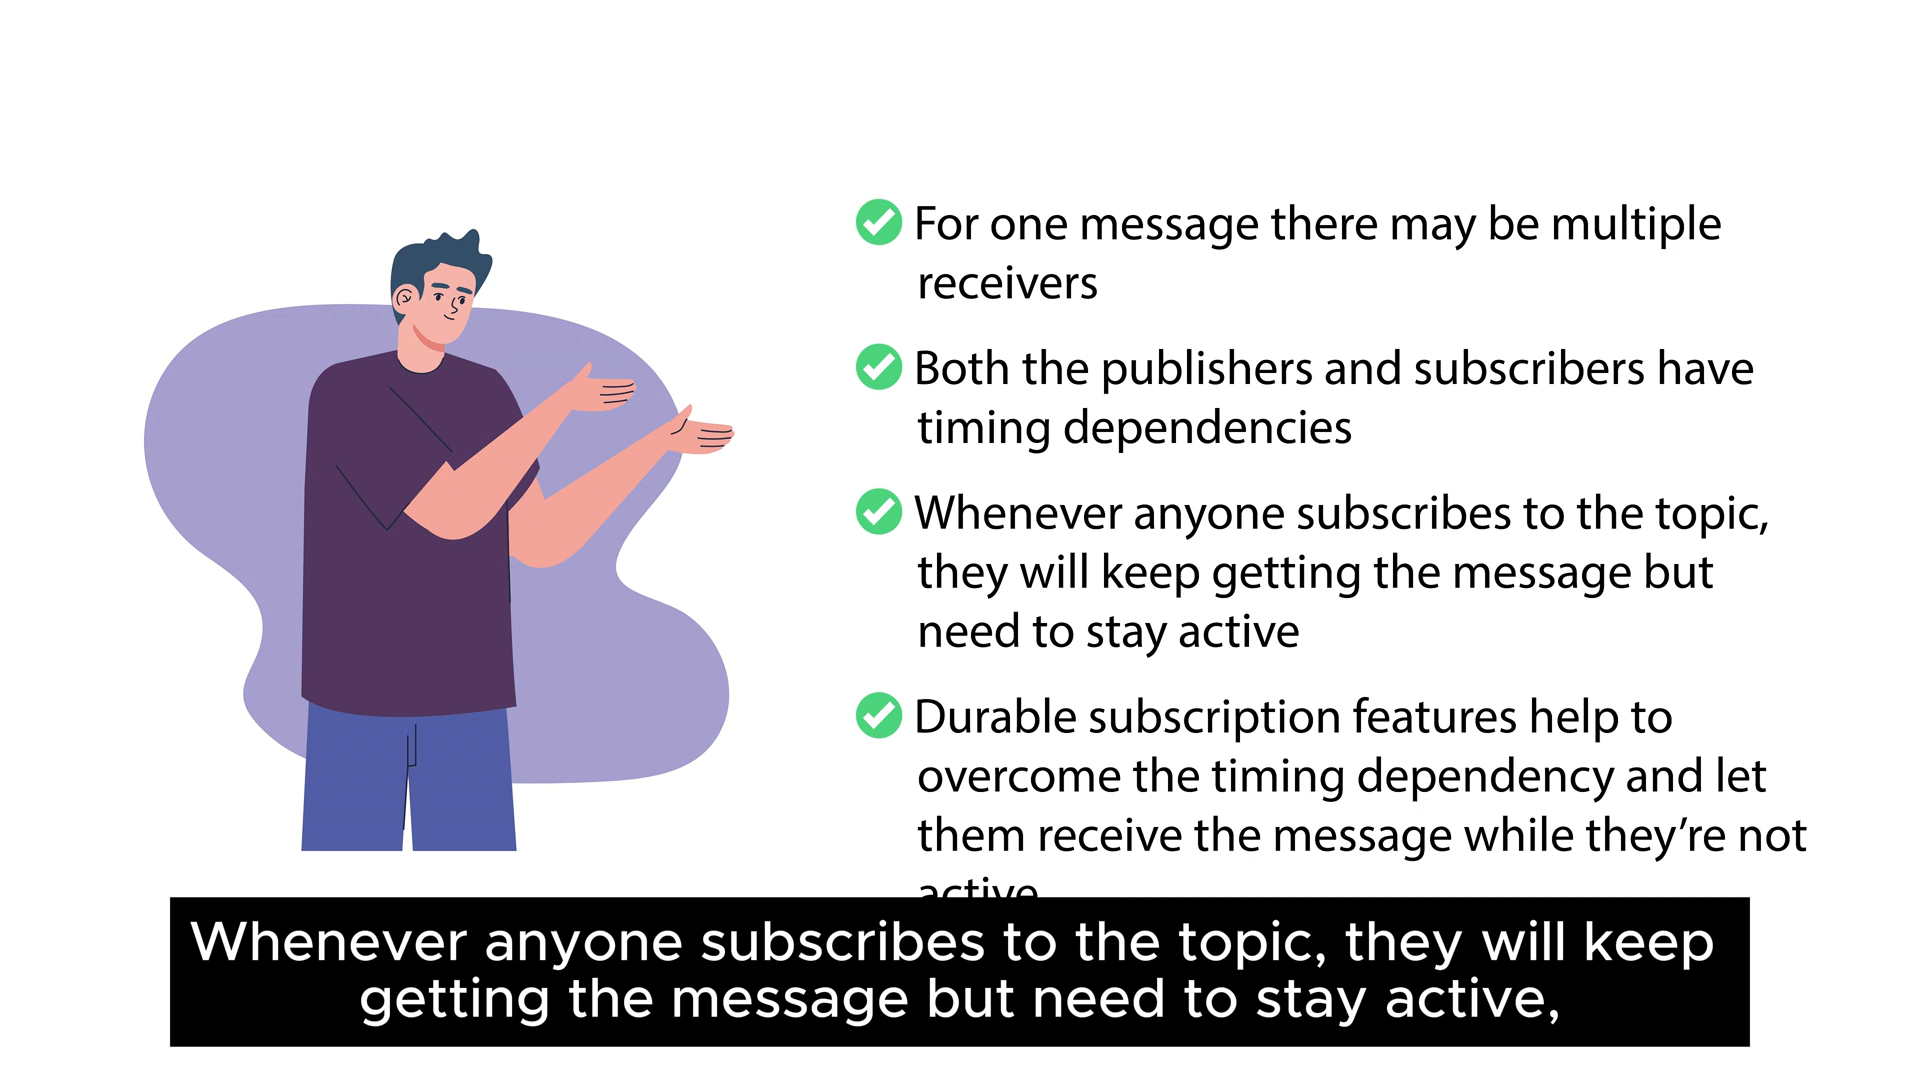 For one message there may be multiple
receivers
Both the publishers and subscribers have
timing dependencies
Whenever anyone subscribes to the topic,
they will keep getting the message but
need to stay active
Durable subscription features help to
overcome the timing dependency and let
them receive the message while they’re not
active
Whenever anyone subscribes to the topic, they will keep
getting the message but need to stay active,